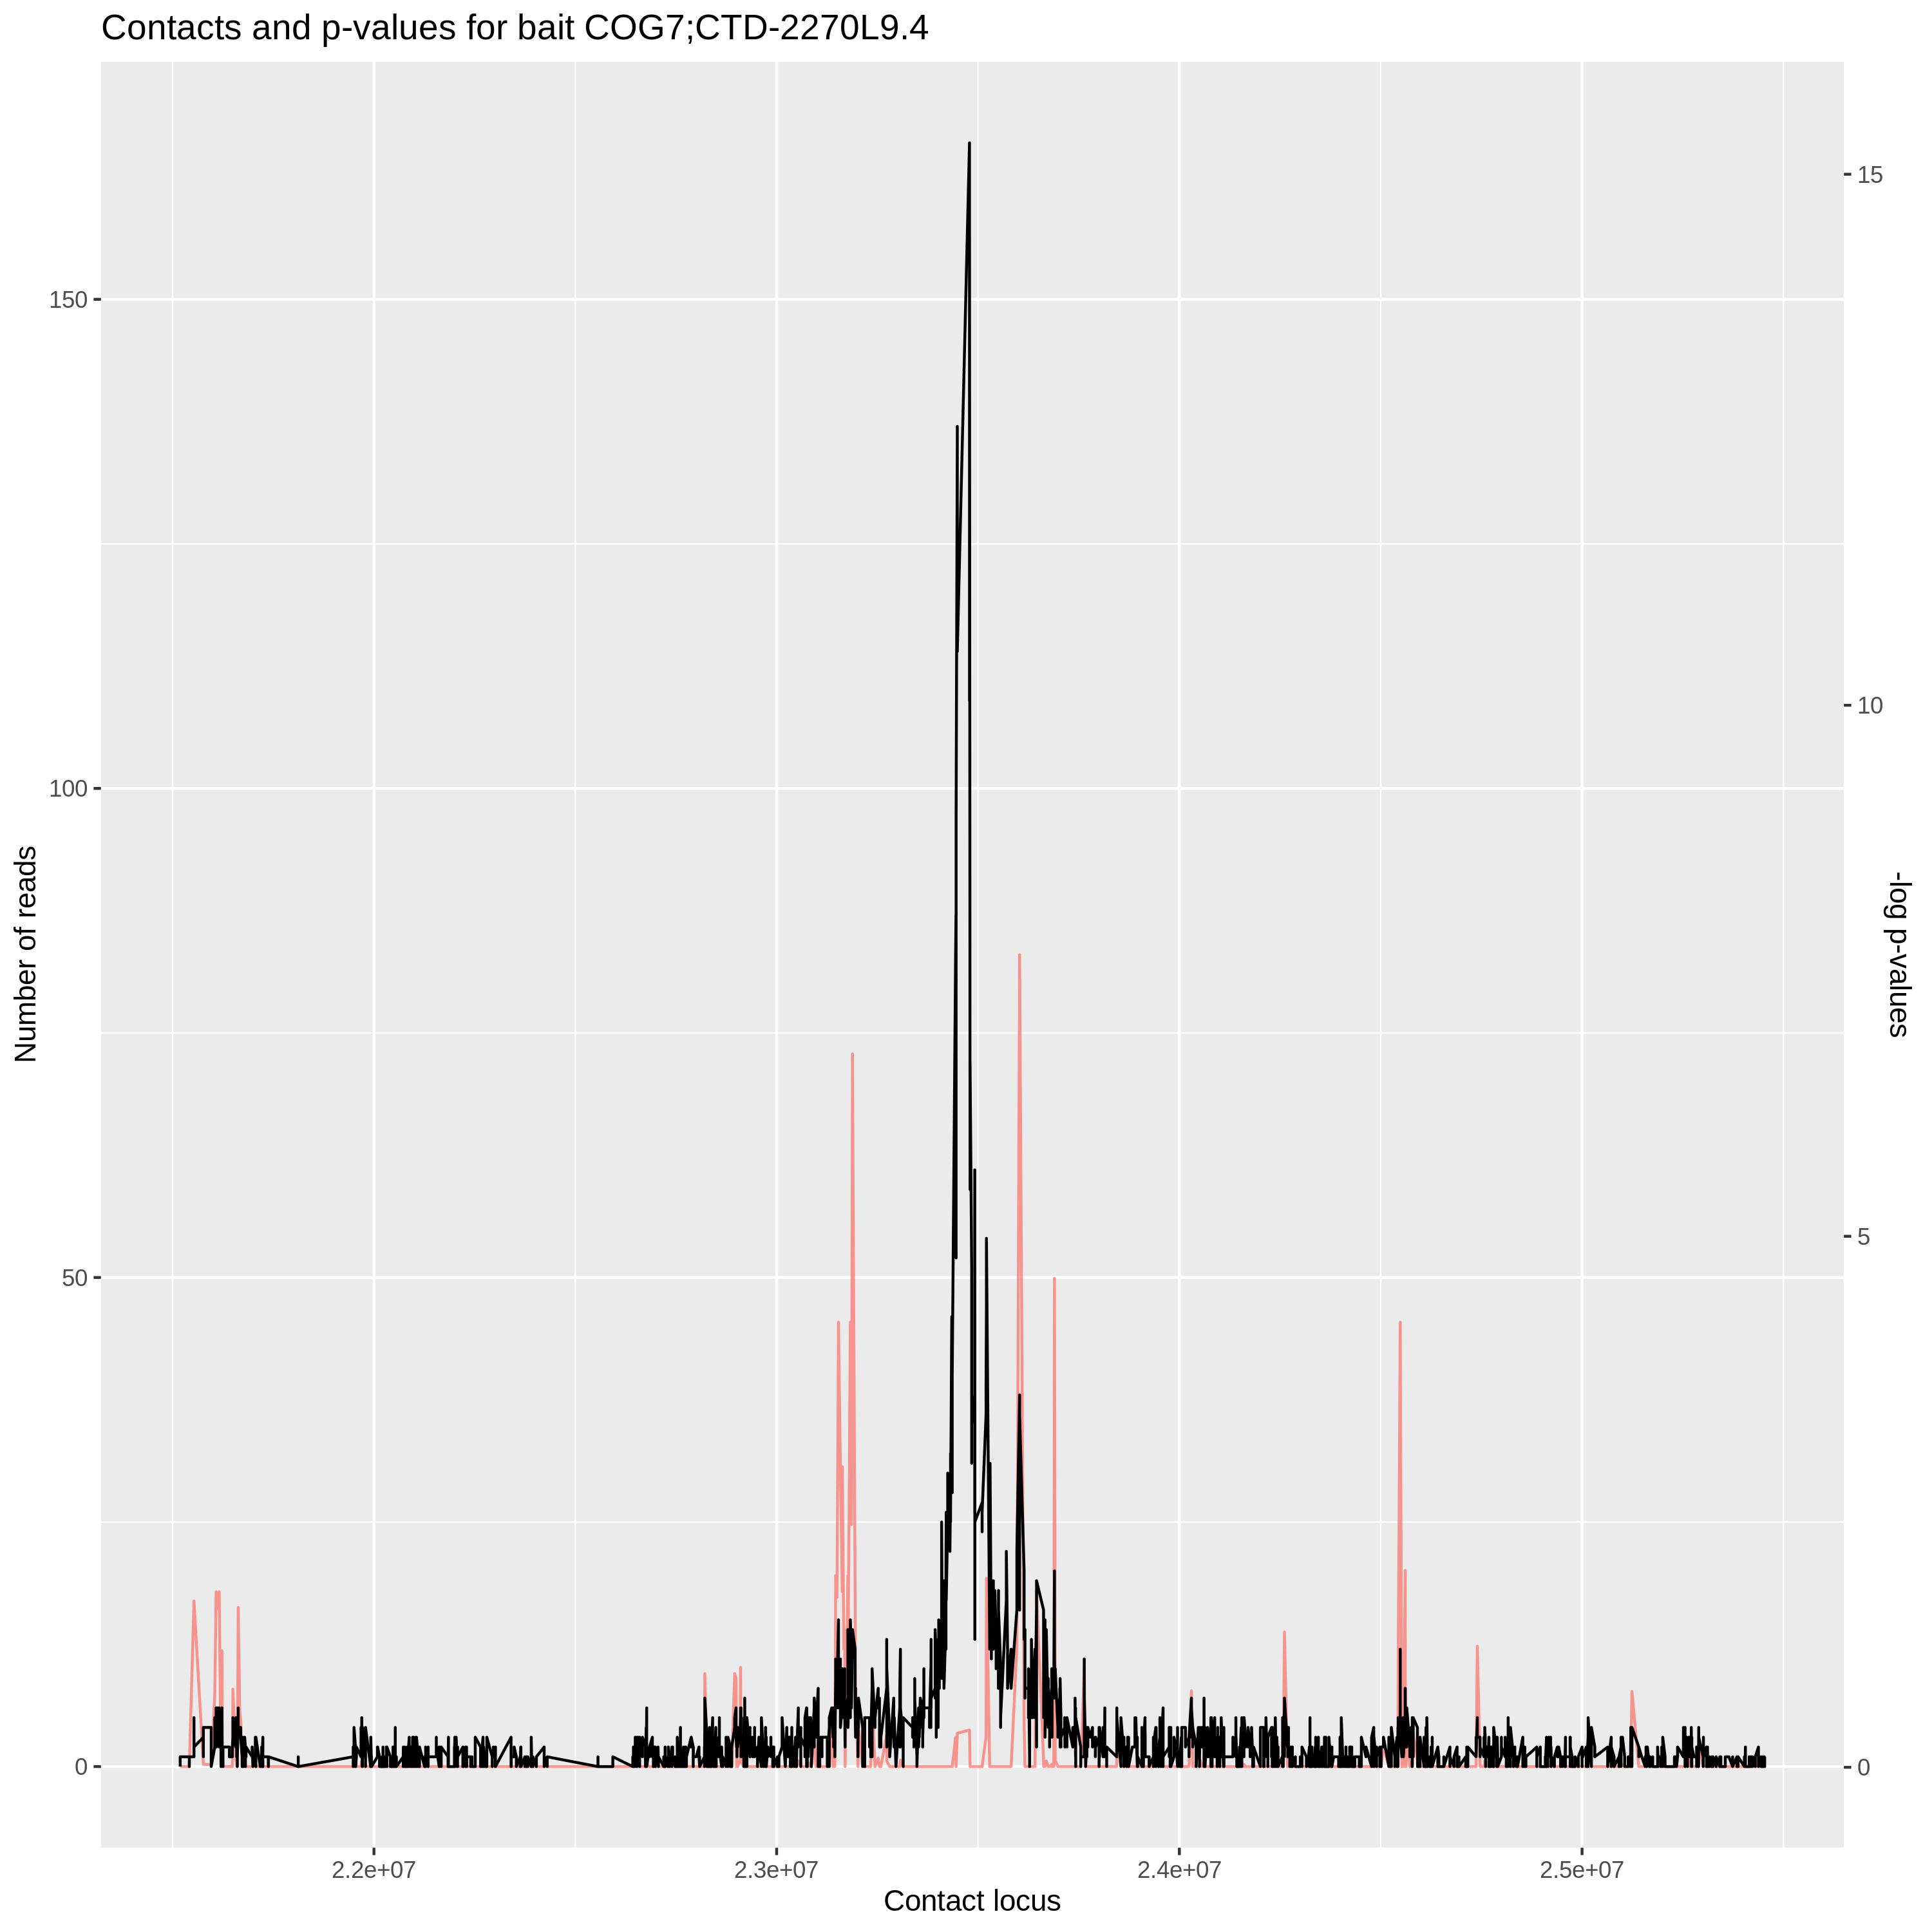 Contacts and p-values for bait COG7;CTD-2270L9.4
Number of reads
150
100
50
0
15
10
5
0
-log p-values
2.2e+07
2.3e+07
2.4e+07
2.5e+07
Contact locus